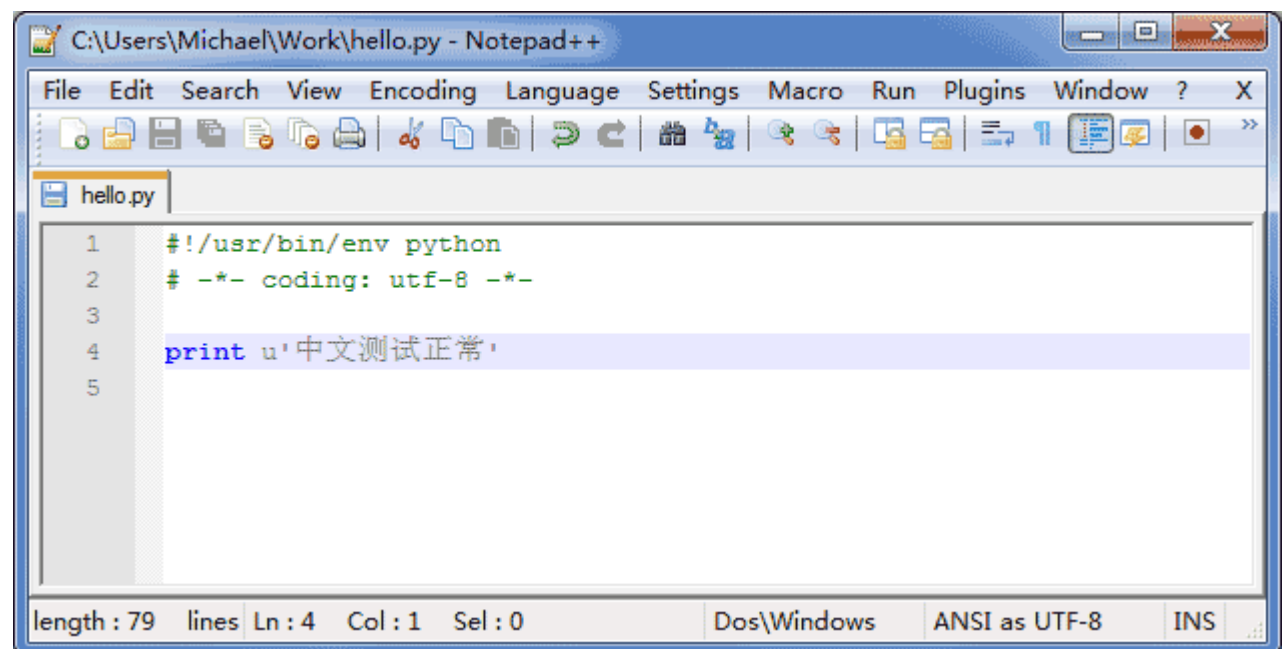 C:\Users\Michael\Work\hello.py - Notepad++
File Edit Search View Encoding Language Settings Macro Run Plugins Window ? X
hello.py
1 #!/usr/bin/env python
2 # -*- coding: utf-8 -*-
3
4 print u'中文测试正常'
5
length : 79 lines Ln : 4 Col : 1 Sel : 0 Dos\Windows ANSI as UTF-8 INS